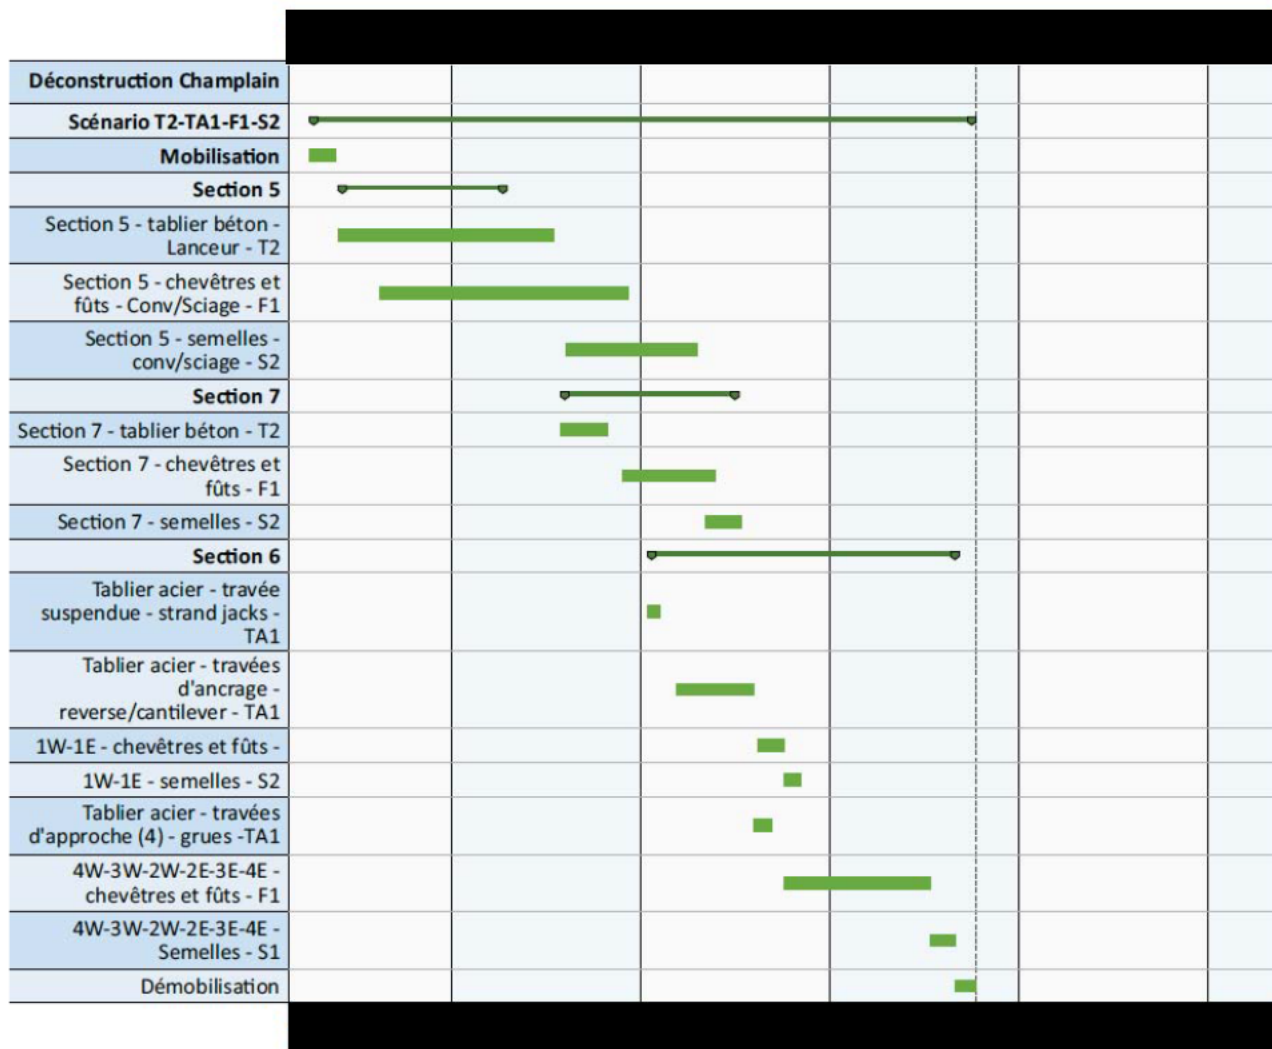 Déconstruction Champlain
Scénario T2-TA1-F1-S2
Mobilisation
Section 5
Section 5 - tablier béton -
Lanceur - T2
Section 5 - chevêtres et
fûts - Conv/Sciage - F1
Section 5 - semelles -
conv/sciage - S2
Section 7
Section 7 - tablier béton - T2
Section 7 - chevêtres et
fûts - F1
Section 7 - semelles - S2
Section 6
Tablier acier - travée
suspendue - strand jacks -
TA1
Tablier acier - travées
d'ancrage -
reverse/cantilever - TA1
1W-1E - chevêtres et fûts -
1W-1E - semelles - S2
Tablier acier - travées
d'approche (4) - grues -TA1
4W-3W-2W-2E-3E-4E -
chevêtres et fûts - F1
4W-3W-2W-2E-3E-4E -
Semelles - S1
Démobilisation